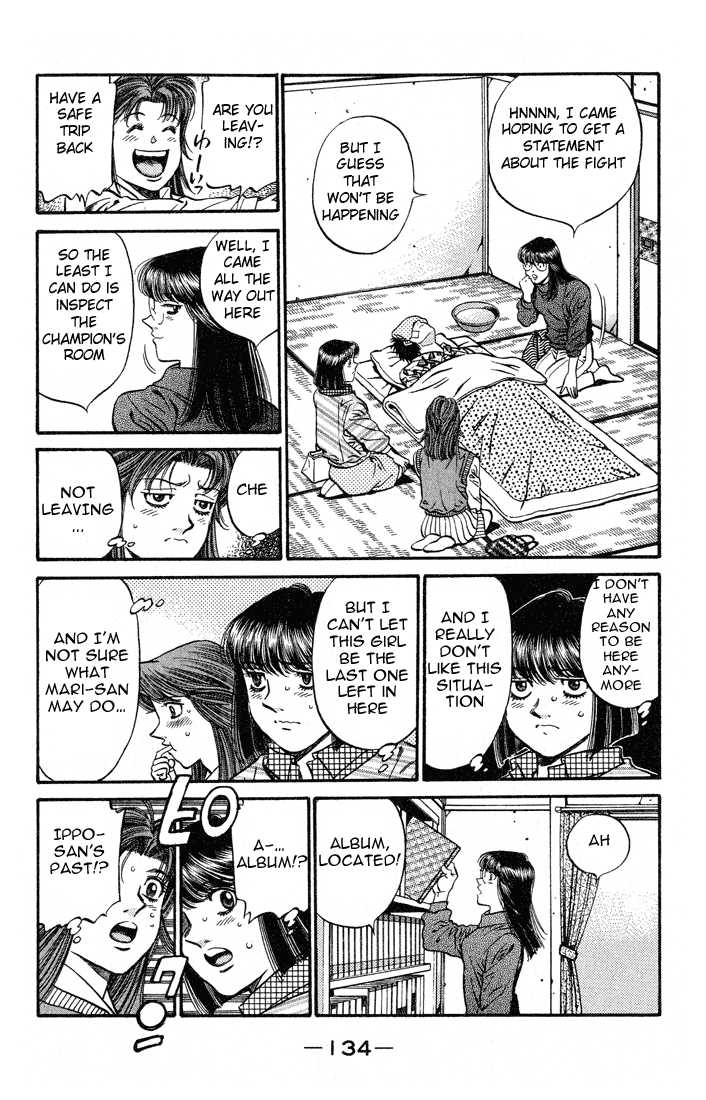 HNNNN, I CAME
HOPING TO GET A
STATEMENT
ABOUT THE FIGHT
BUT I
GUESS
THAT
WON'T BE
HAPPENING
ARE YOU
LEAV-
ING!?
HAVE A
SAFE
TRIP
BACK
わーい
WELL, I
CAME
ALL THE
WAY OUT
HERE
SO THE
LEAST I
CAN DO IS
INSPECT
THE
CHAMPION'S
ROOM
CHE
NOT
LEAVING
...
I DON'T
HAVE
ANY
REASON
TO BE
HERE
ANY-
MORE
AND I
REALLY
DON'T
LIKE THIS
SITUA-
TION
BUT I
CAN'T LET
THIS GIRL
BE THE
LAST ONE
LEFT IN
HERE
AND I'M
NOT SURE
WHAT
MARI-SAN
MAY DO...
AH
ALBUM,
LOCATED!
A-...
ALBUM!?
IPPO-
SAN'S
PAST!?
—134—